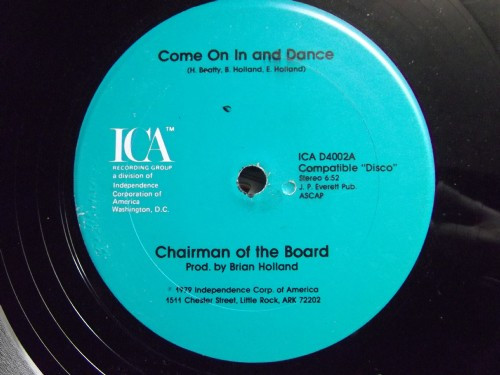 Come On In and Dance
(H. Beatty, B. Holland, E. Holland)
ICA™
RECORDING GROUP
a division of
Independence
Corporation of
America
Washington, D.C.
ICA D4002A
Compatible "Disco"
Stereo 6:52
J. P. Everett Pub.
ASCAP
Chairman of the Board
Prod. by Brian Holland
℗ 1979 Independence Corp. of America
1511 Chester Street, Little Rock, ARK 72202